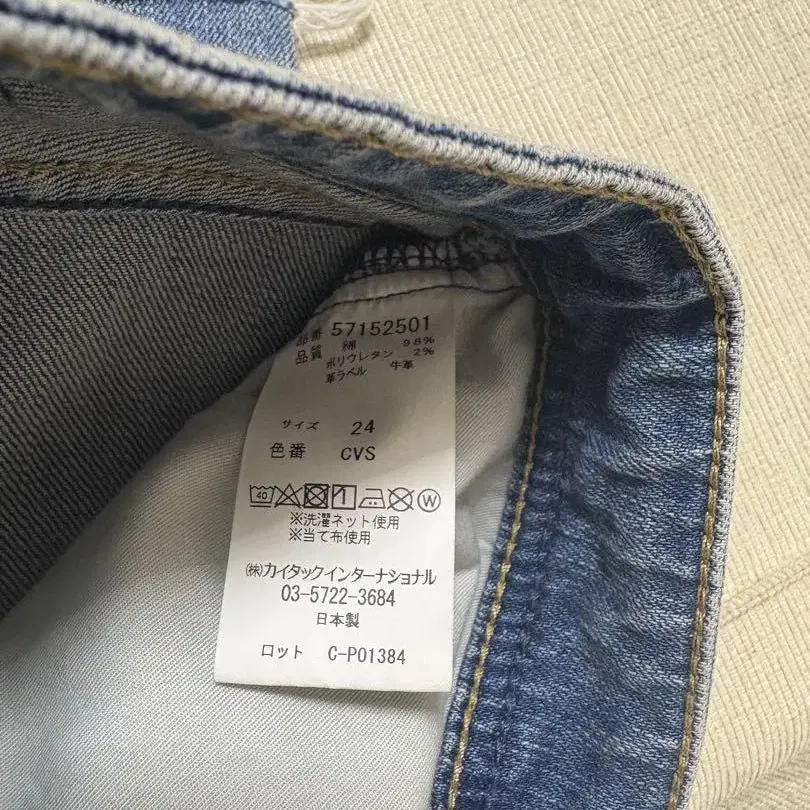 品番 57152501
品質 綿 98%
ポリウレタン 2%
革ラベル 牛革
サイズ 24
色番 CVS
40 1 W
※洗濯ネット使用
※当て布使用
㈱カイタックインターナショナル
03-5722-3684
日本製
ロット C-P01384